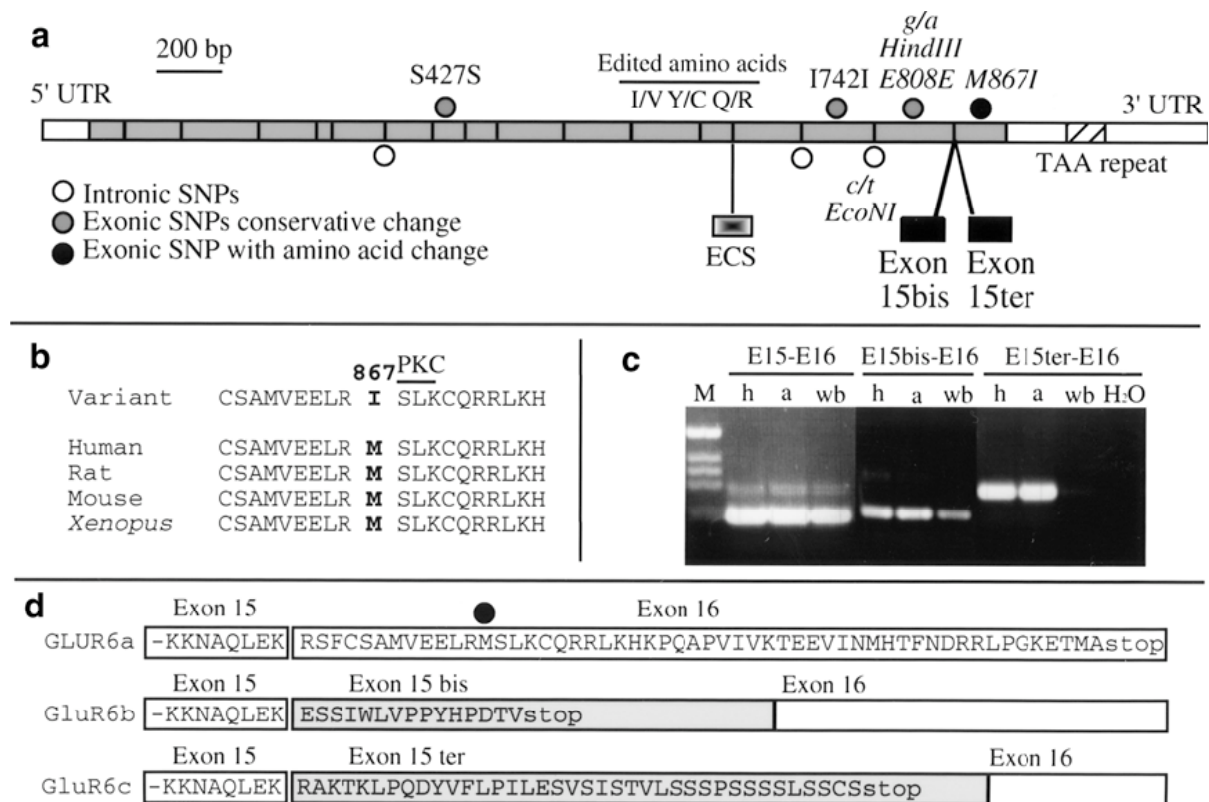 a
200 bp
5' UTR
S427S
Edited amino acids
I/V Y/C Q/R
I742I
g/a
HindIII
E808E
M867I
3' UTR
TAA repeat
Intronic SNPs
Exonic SNPs conservative change
Exonic SNP with amino acid change
c/t
EcoNI
ECS
Exon
15bis
Exon
15ter
b
867 PKC
Variant CSAMVEELR I SLKCQRRLKH
Human CSAMVEELR M SLKCQRRLKH
Rat CSAMVEELR M SLKCQRRLKH
Mouse CSAMVEELR M SLKCQRRLKH
Xenopus CSAMVEELR M SLKCQRRLKH
c
E15-E16 E15bis-E16 E15ter-E16
M h a wb h a wb h a wb H₂O
d
Exon 15 Exon 16
GLUR6a -KKNAQLEK RSFCSAMVEELRMSLKCQRRLKHKPQAPVIVKTEEVINMHTFNDRRLPGKETMAstop
Exon 15 Exon 15 bis Exon 16
GluR6b -KKNAQLEK ESSIWLVPPYHPDTVstop
Exon 15 Exon 15 ter Exon 16
GluR6c -KKNAQLEK RAKTKLPQDYVFLPILESVSISTVLSSSPSSSSLSSCSstop